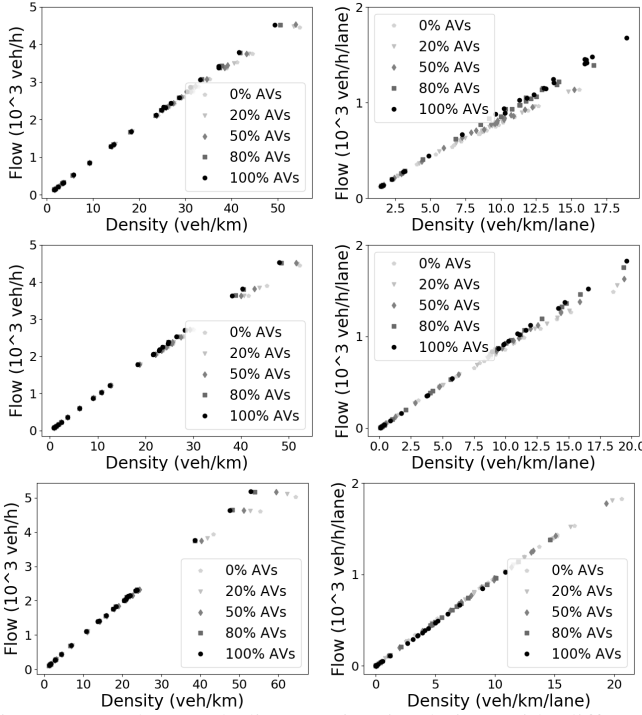 5
4
3
2
1
0
Flow (10^3 veh/h)
0 10 20 30 40 50
Density (veh/km)
0% AVs
20% AVs
50% AVs
80% AVs
100% AVs
2
1
0
Flow (10^3 veh/h/lane)
2.5 5.0 7.5 10.0 12.5 15.0 17.5
Density (veh/km/lane)
0% AVs
20% AVs
50% AVs
80% AVs
100% AVs
5
4
3
2
1
0
Flow (10^3 veh/h)
0 10 20 30 40 50
Density (veh/km)
0% AVs
20% AVs
50% AVs
80% AVs
100% AVs
2
1
0
Flow (10^3 veh/h/lane)
0.0 2.5 5.0 7.5 10.0 12.5 15.0 17.5 20.0
Density (veh/km/lane)
0% AVs
20% AVs
50% AVs
80% AVs
100% AVs
5
4
3
2
1
0
Flow (10^3 veh/h)
0 10 20 30 40 50 60
Density (veh/km)
0% AVs
20% AVs
50% AVs
80% AVs
100% AVs
2
1
0
Flow (10^3 veh/h/lane)
0 5 10 15 20
Density (veh/km/lane)
0% AVs
20% AVs
50% AVs
80% AVs
100% AVs